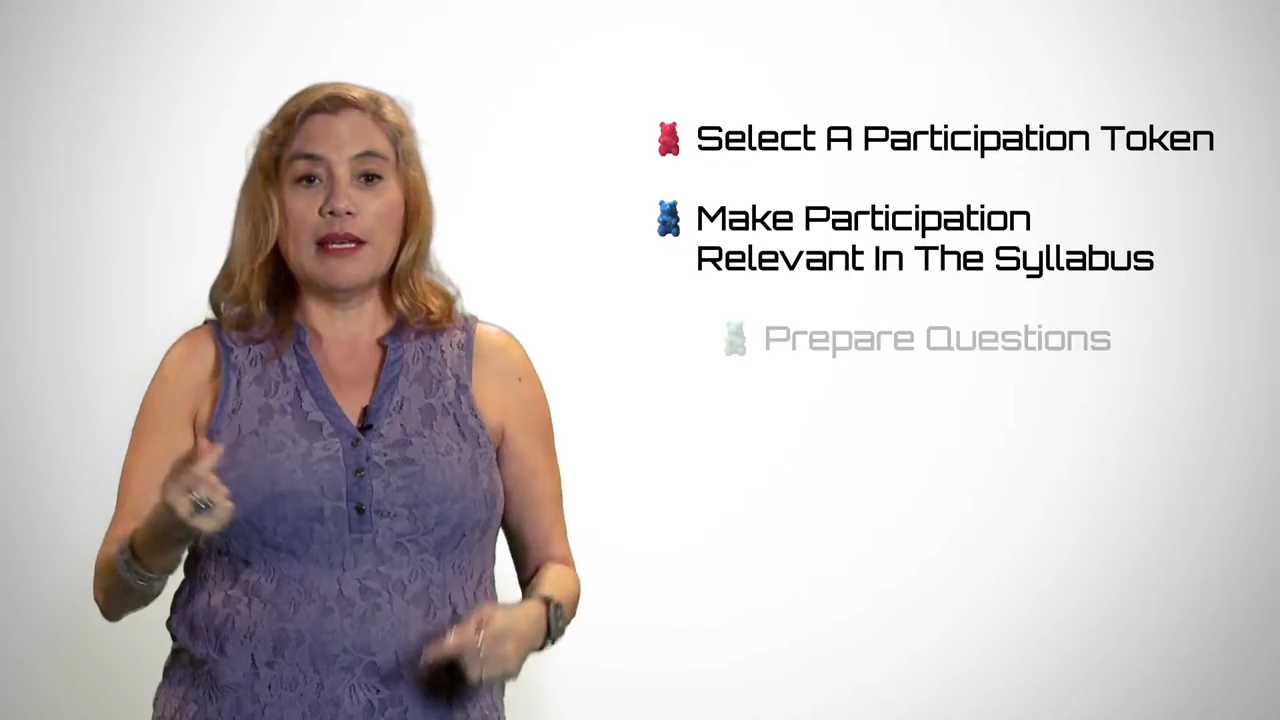 Select A Participation Token
Make Participation
Relevant In The Syllabus
Prepare Questions